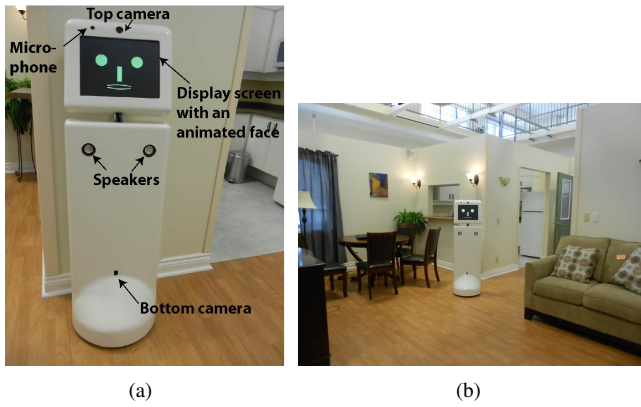 Top camera
Micro-
phone
Display screen
with an
animated face
Speakers
Bottom camera
(a)
(b)